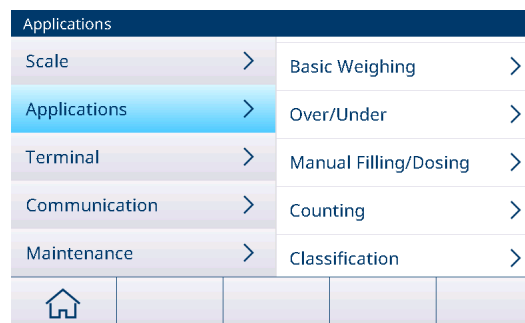 Applications
Scale
Applications
Terminal
Communication
Maintenance
Basic Weighing
Over/Under
Manual Filling/Dosing
Counting
Classification